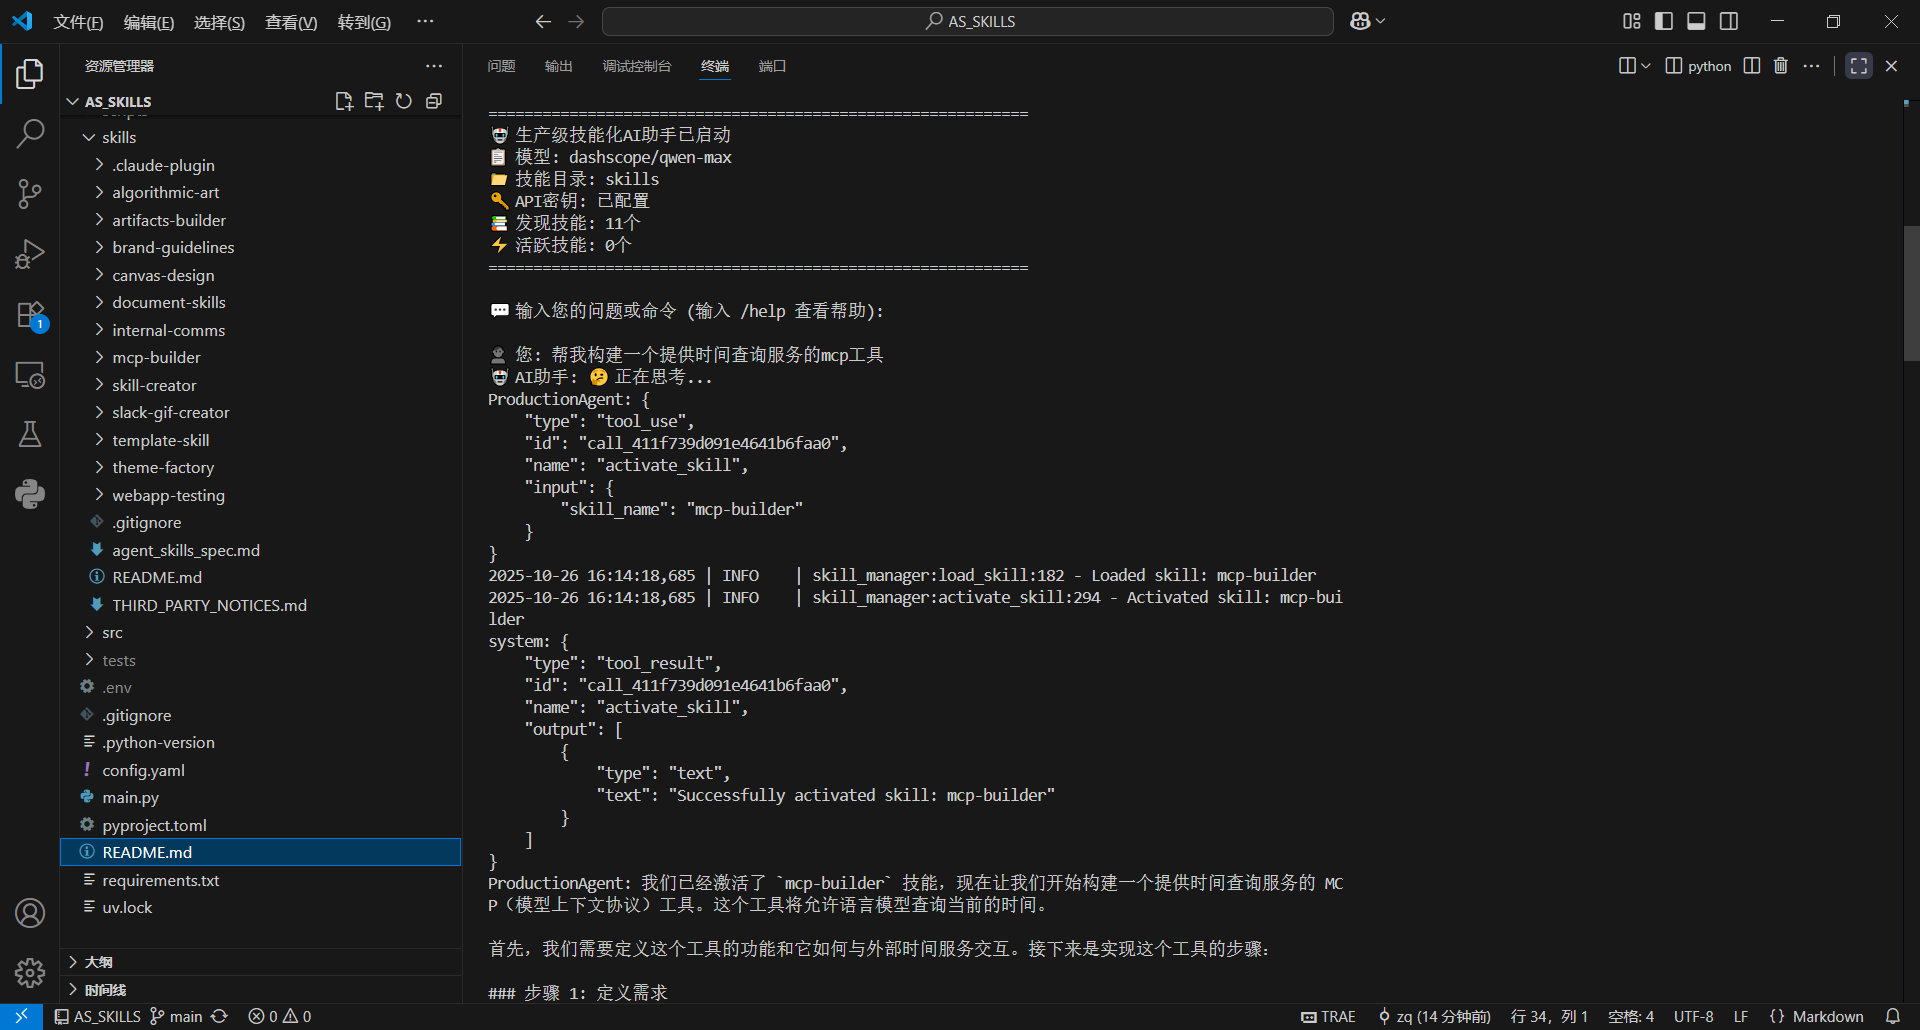 文件(F) 编辑(E) 选择(S) 查看(V) 转到(G) ··· AS_SKILLS
资源管理器
问题 输出 调试控制台 终端 端口 python
AS_SKILLS
scripts
skills
.claude-plugin
algorithmic-art
artifacts-builder
brand-guidelines
canvas-design
document-skills
internal-comms
mcp-builder
skill-creator
slack-gif-creator
template-skill
theme-factory
webapp-testing
.gitignore
agent_skills_spec.md
README.md
THIRD_PARTY_NOTICES.md
src
tests
.env
.gitignore
.python-version
config.yaml
main.py
pyproject.toml
README.md
requirements.txt
uv.lock
大纲
时间线
1
============================================================
🤖 生产级技能化AI助手已启动
📋 模型: dashscope/qwen-max
📁 技能目录: skills
🔑 API密钥: 已配置
📚 发现技能: 11个
⚡ 活跃技能: 0个
============================================================
💬 输入您的问题或命令 (输入 /help 查看帮助):
👤 您: 帮我构建一个提供时间查询服务的mcp工具
🤖 AI助手: 🤔 正在思考...
ProductionAgent: {
    "type": "tool_use",
    "id": "call_411f739d091e4641b6faa0",
    "name": "activate_skill",
    "input": {
        "skill_name": "mcp-builder"
    }
}
2025-10-26 16:14:18,685 | INFO    | skill_manager:load_skill:182 - Loaded skill: mcp-builder
2025-10-26 16:14:18,685 | INFO    | skill_manager:activate_skill:294 - Activated skill: mcp-bui
lder
system: {
    "type": "tool_result",
    "id": "call_411f739d091e4641b6faa0",
    "name": "activate_skill",
    "output": [
        {
            "type": "text",
            "text": "Successfully activated skill: mcp-builder"
        }
    ]
}
ProductionAgent: 我们已经激活了 `mcp-builder` 技能，现在让我们开始构建一个提供时间查询服务的 MC
P（模型上下文协议）工具。这个工具将允许语言模型查询当前的时间。
首先，我们需要定义这个工具的功能和它如何与外部时间服务交互。接下来是实现这个工具的步骤：
### 步骤 1: 定义需求
AS_SKILLS main 0 0 TRAE zq (14 分钟前) 行 34，列 1 空格: 4 UTF-8 LF {} Markdown